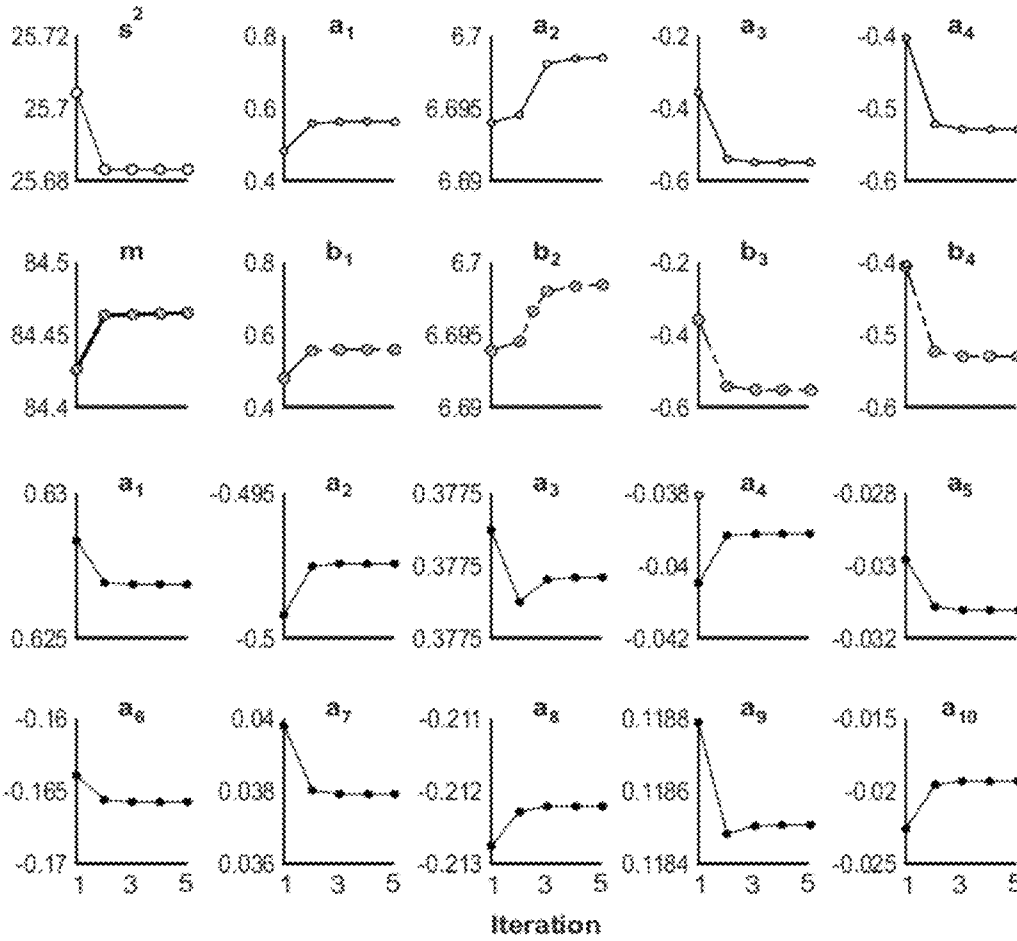 s² a₁ a₂ a₃ a₄
25.72 0.8 6.7 -0.2 -0.4
25.7 0.6 6.695 -0.4 -0.5
25.68 0.4 6.69 -0.6 -0.6
m b₁ b₂ b₃ b₄
84.5 0.8 6.7 -0.2 -0.4
84.45 0.6 6.695 -0.4 -0.5
84.4 0.4 6.69 -0.6 -0.6
a₁ a₂ a₃ a₄ a₅
0.63 -0.495 0.3775 -0.038 -0.028
0.3775 -0.04 -0.03
0.625 -0.5 0.3775 -0.042 -0.032
a₆ a₇ a₈ a₉ a₁₀
-0.16 0.04 -0.211 0.1188 -0.015
-0.165 0.038 -0.212 0.1186 -0.02
-0.17 0.036 -0.213 0.1184 -0.025
1 3 5 1 3 5 1 3 5 1 3 5 1 3 5
Iteration